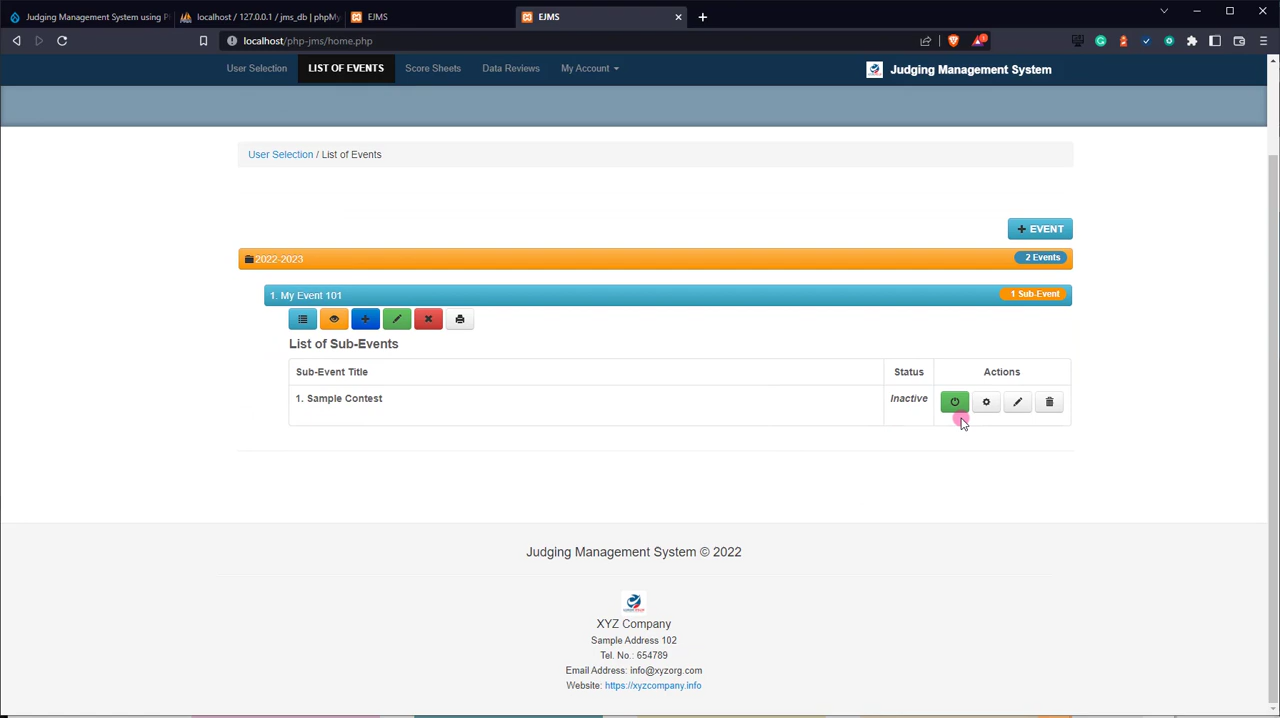 Judging Management System using P
localhost / 127.0.0.1 / jms_db | phpMy
EJMS
EJMS
localhost/php-jms/home.php
User Selection
LIST OF EVENTS
Score Sheets
Data Reviews
My Account
Judging Management System
User Selection / List of Events
+ EVENT
2022-2023
2 Events
1. My Event 101
1 Sub-Event
List of Sub-Events
Sub-Event Title
Status
Actions
1. Sample Contest
Inactive
Judging Management System © 2022
XYZ Company
Sample Address 102
Tel. No.: 654789
Email Address: info@xyzorg.com
Website: https://xyzcompany.info